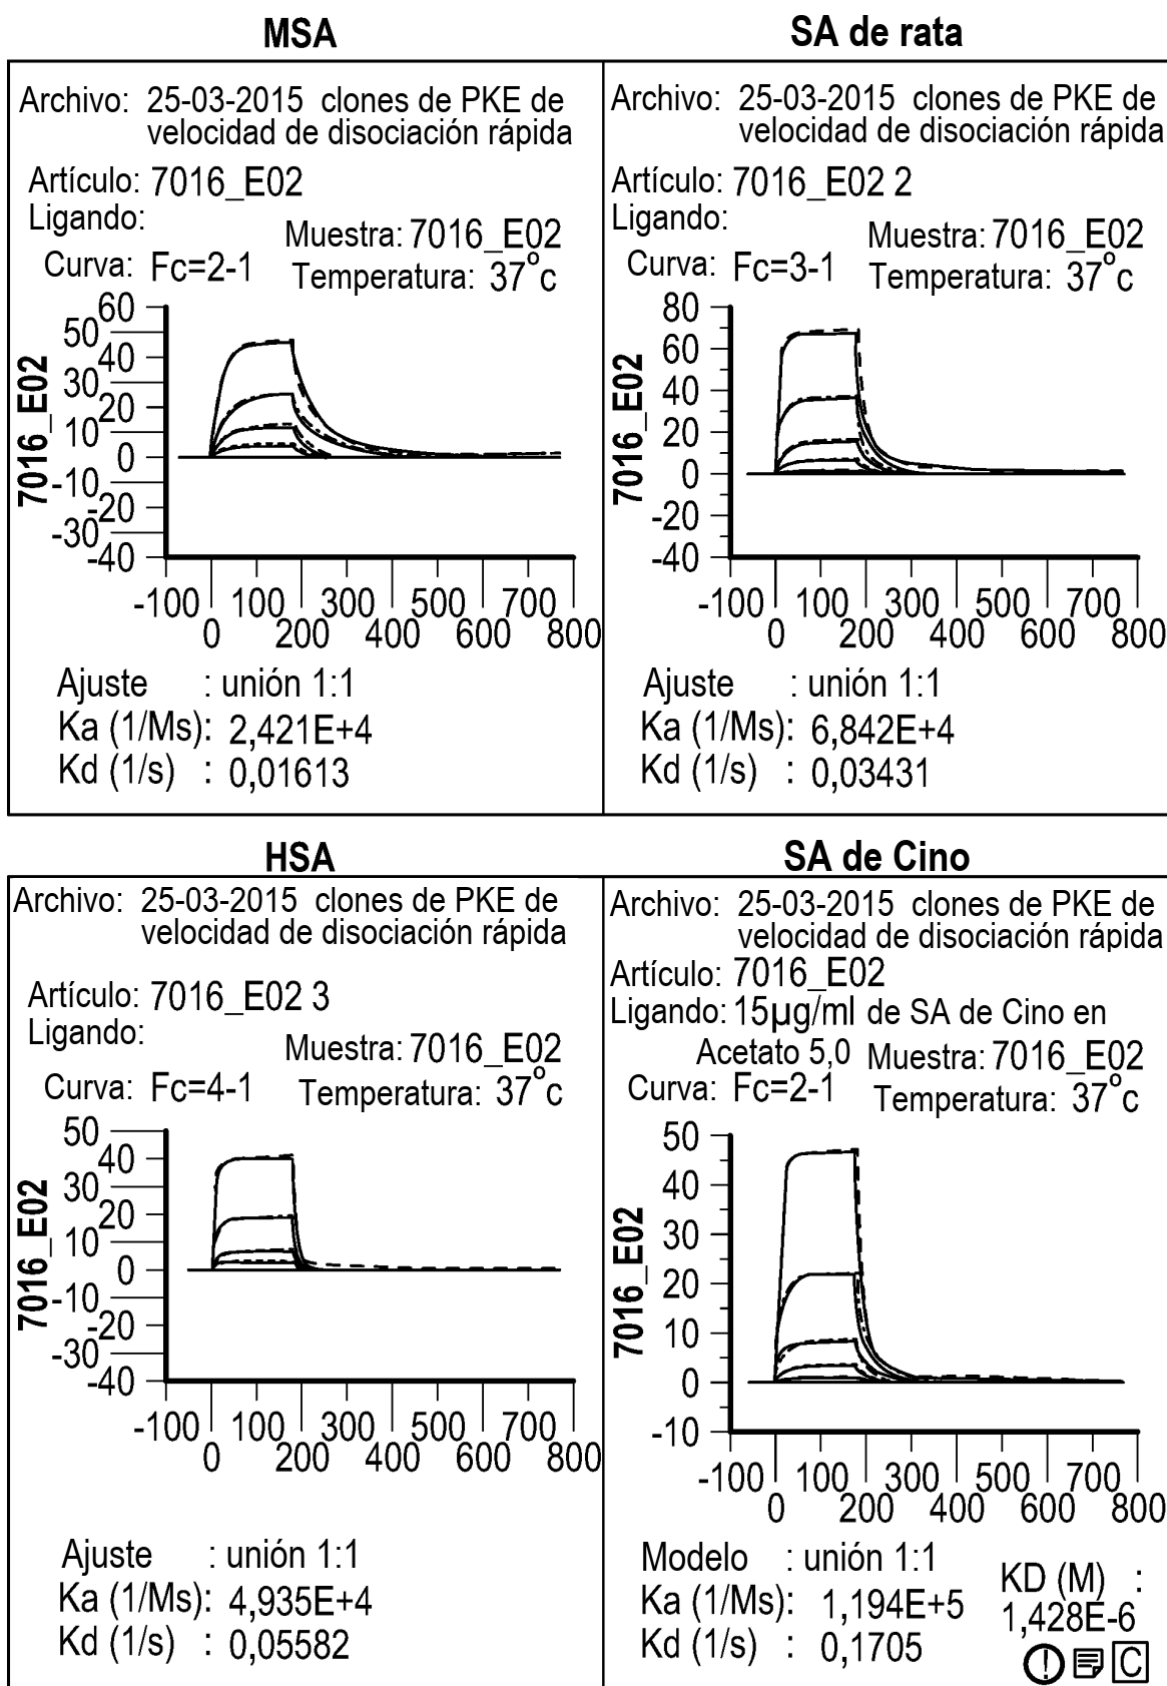 MSA
Archivo: 25-03-2015 clones de PKE de
velocidad de disociación rápida
Artículo: 7016_E02
Ligando:
Muestra: 7016_E02
Curva: Fc=2-1
Temperatura: 37°c
7016_E02
60
50
40
30
20
10
0
-10
-20
-30
-40
-100 100 300 500 700
0 200 400 600 800
Ajuste : unión 1:1
Ka (1/Ms): 2,421E+4
Kd (1/s) : 0,01613
SA de rata
Archivo: 25-03-2015 clones de PKE de
velocidad de disociación rápida
Artículo: 7016_E02 2
Ligando:
Muestra: 7016_E02
Curva: Fc=3-1
Temperatura: 37°c
7016_E02
80
60
40
20
0
-20
-40
-100 100 300 500 700
0 200 400 600 800
Ajuste : unión 1:1
Ka (1/Ms): 6,842E+4
Kd (1/s) : 0,03431
HSA
Archivo: 25-03-2015 clones de PKE de
velocidad de disociación rápida
Artículo: 7016_E02 3
Ligando:
Muestra: 7016_E02
Curva: Fc=4-1
Temperatura: 37°c
7016_E02
50
40
30
20
10
0
-10
-20
-30
-40
-100 100 300 500 700
0 200 400 600 800
Ajuste : unión 1:1
Ka (1/Ms): 4,935E+4
Kd (1/s) : 0,05582
SA de Cino
Archivo: 25-03-2015 clones de PKE de
velocidad de disociación rápida
Artículo: 7016_E02
Ligando: 15µg/ml de SA de Cino en
Acetato 5,0 Muestra: 7016_E02
Curva: Fc=2-1
Temperatura: 37°c
7016_E02
50
40
30
20
10
0
-10
-100 100 300 500 700
0 200 400 600 800
Modelo : unión 1:1
Ka (1/Ms): 1,194E+5
Kd (1/s) : 0,1705
KD (M) :
1,428E-6
C